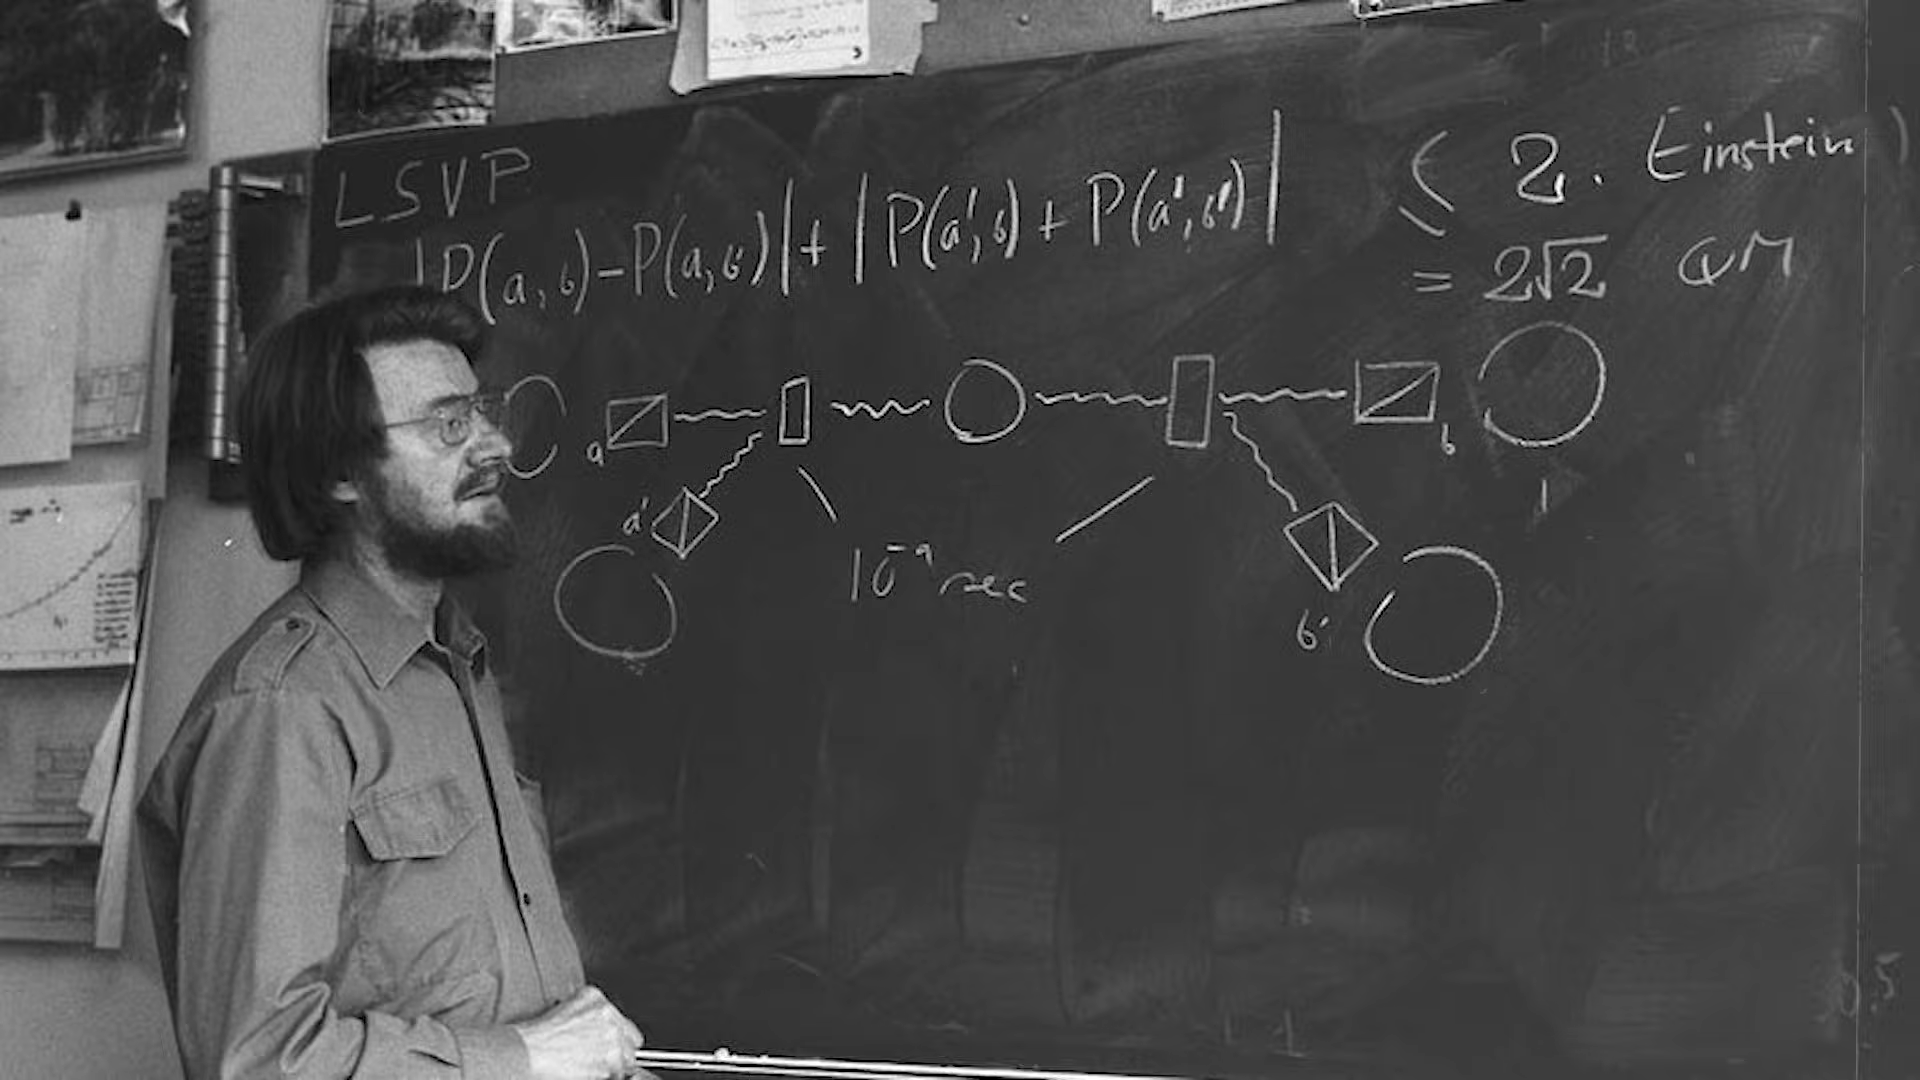 LSVP
|P(a,b)-P(a,b')|+|P(a',b)+P(a',b')| ≤ 2. Einstein
= 2√2 QM
a
b
a'
10⁻⁹ sec
b'